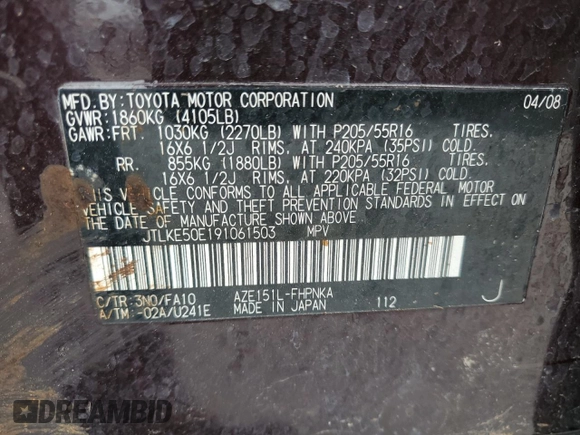 MFD. BY: TOYOTA MOTOR CORPORATION 04/08
GVWR: 1860KG (4105LB)
GAWR: FRT. 1030KG (2270LB) WITH P205/55R16 TIRES.
16X6 1/2J RIMS. AT 240KPA (35PSI) COLD.
RR. 855KG (1880LB) WITH P205/55R16 TIRES.
16X6 1/2J RIMS. AT 220KPA (32PSI) COLD.
THIS VEHICLE CONFORMS TO ALL APPLICABLE FEDERAL MOTOR
VEHICLE SAFETY AND THEFT PREVENTION STANDARDS IN EFFECT ON
THE DATE OF MANUFACTURE SHOWN ABOVE.
JTLKE50E191061503 MPV
C/TR: 3N0/FA10 AZE151L-FHPNKA
A/TM: -02A/U241E MADE IN JAPAN 112 J
DREAMBID